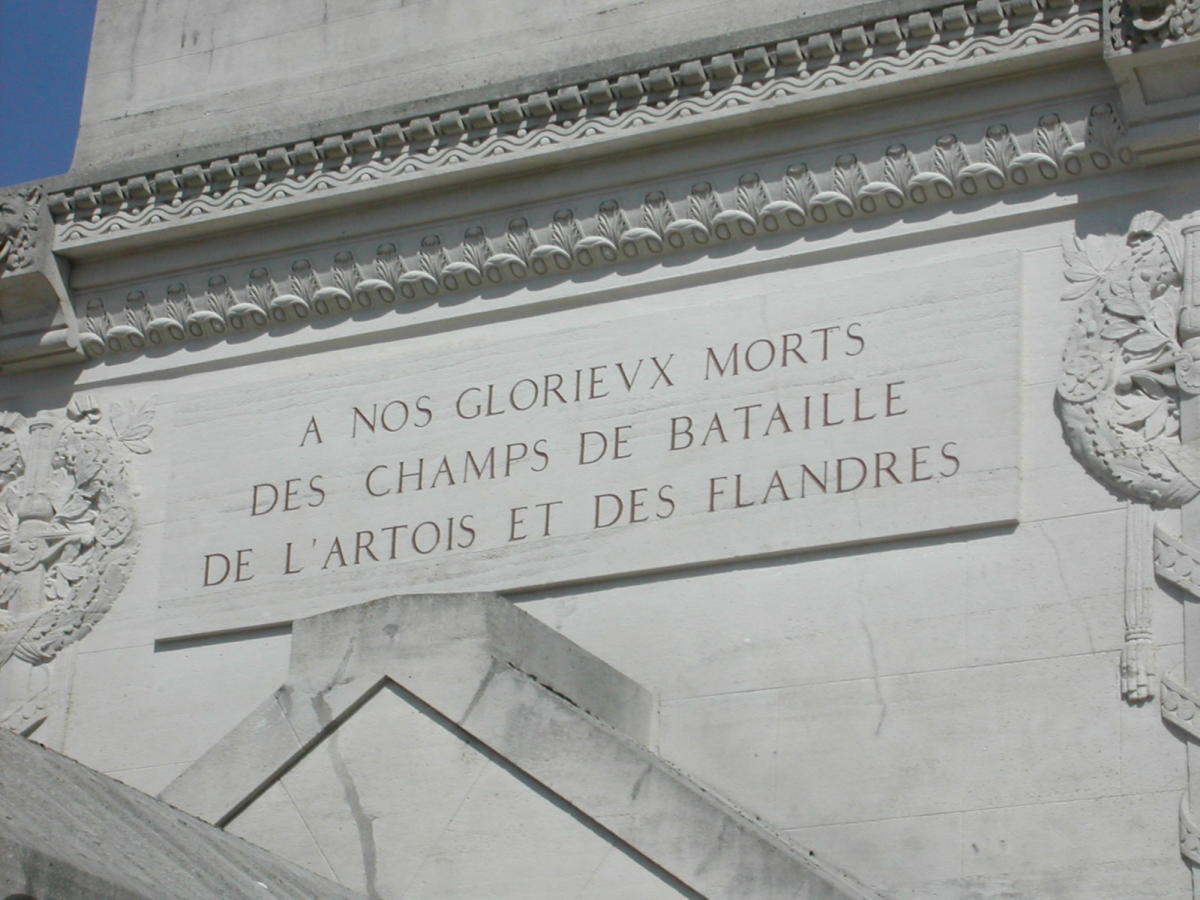 A NOS GLORIEVX MORTS
DES CHAMPS DE BATAILLE
DE L'ARTOIS ET DES FLANDRES